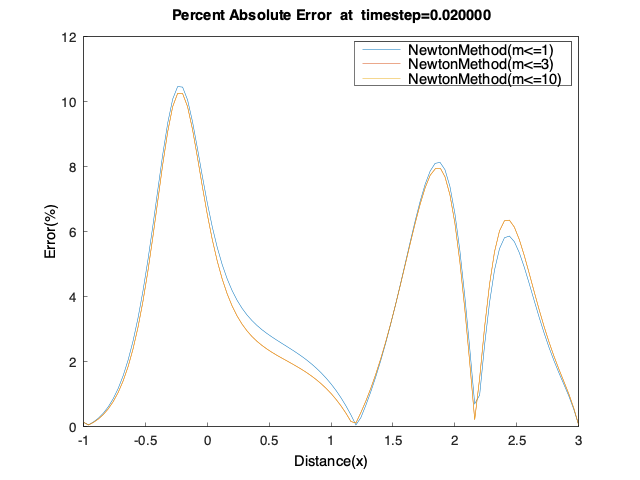 Percent Absolute Error at timestep=0.020000
NewtonMethod(m<=1)
NewtonMethod(m<=3)
NewtonMethod(m<=10)
12
10
8
6
4
2
0
Error(%)
-1 -0.5 0 0.5 1 1.5 2 2.5 3
Distance(x)